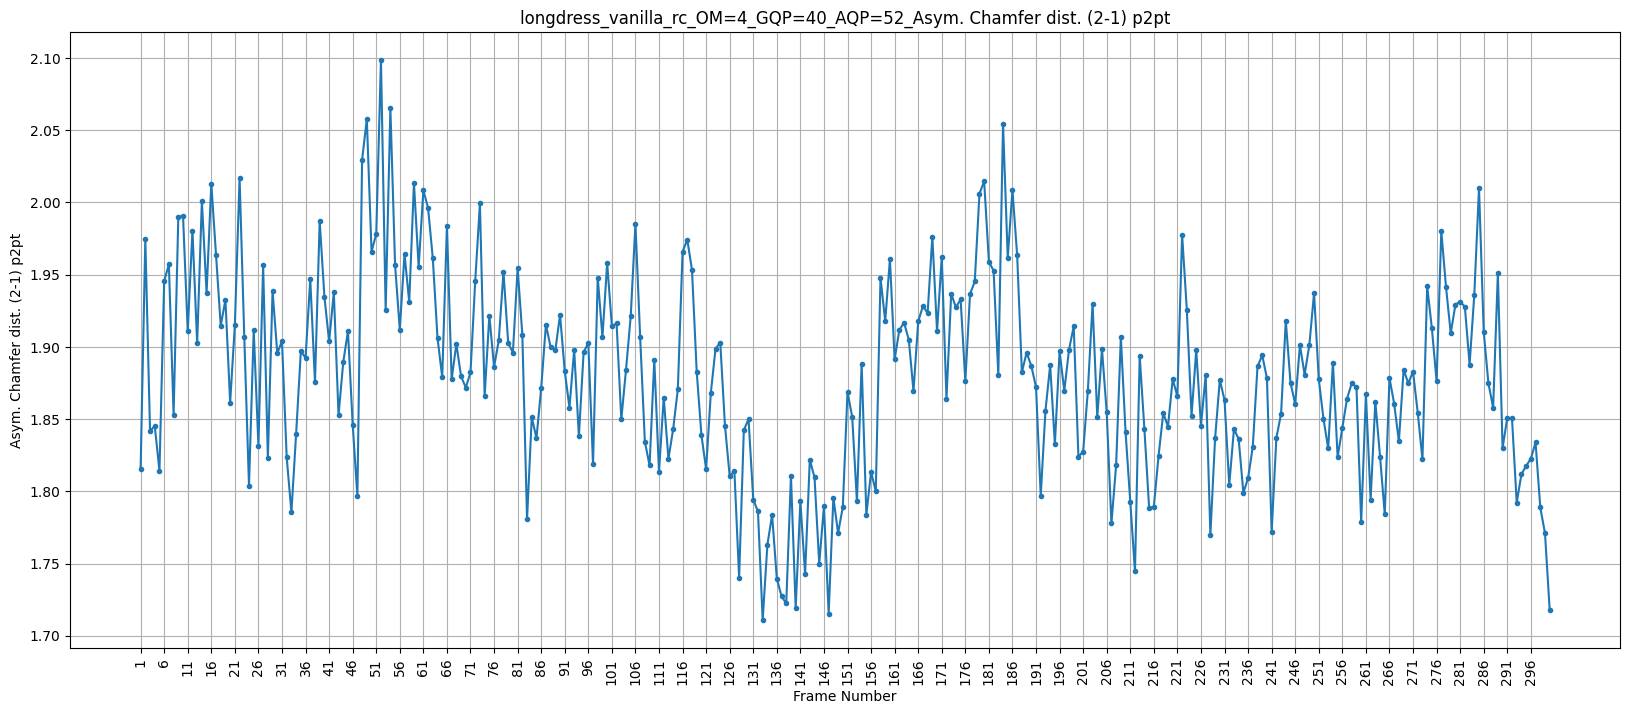 longdress_vanilla_rc_OM=4_GQP=40_AQP=52_Asym. Chamfer dist. (2-1) p2pt
Asym. Chamfer dist. (2-1) p2pt
2.10
2.05
2.00
1.95
1.90
1.85
1.80
1.75
1.70
1 6 11 16 21 26 31 36 41 46 51 56 61 66 71 76 81 86 91 96 101 106 111 116 121 126 131 136 141 146 151 156 161 166 171 176 181 186 191 196 201 206 211 216 221 226 231 236 241 246 251 256 261 266 271 276 281 286 291 296
Frame Number